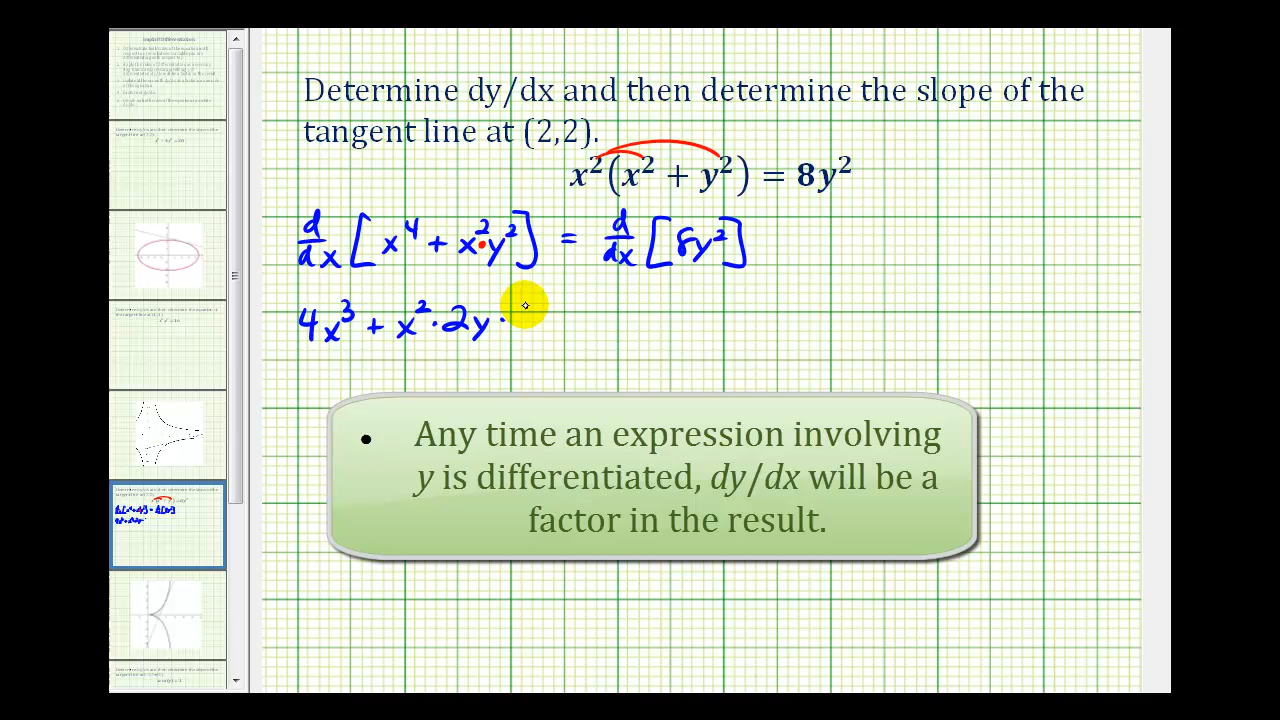 Determine dy/dx and then determine the slope of the
tangent line at (2,2).
x²(x² + y²) = 8y²
d/dx [x⁴ + x²•y²] = d/dx [8y²]
4x³ + x² · 2y ·
• Any time an expression involving
y is differentiated, dy/dx will be a
factor in the result.